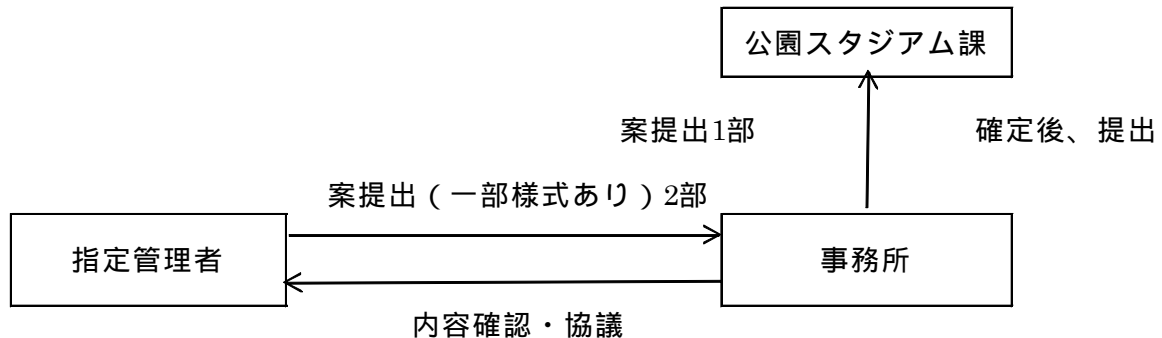 公園スタジアム課
案提出1部
確定後、提出
案提出(一部様式あり)2部
指定管理者
事務所
内容確認・協議